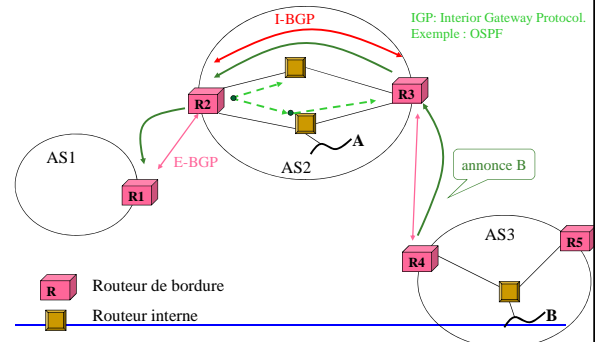 I-BGP
IGP: Interior Gateway Protocol.
Exemple : OSPF
R2
R3
A
AS2
AS1
E-BGP
R1
annonce B
AS3
R4
R5
B
R
Routeur de bordure
Routeur interne